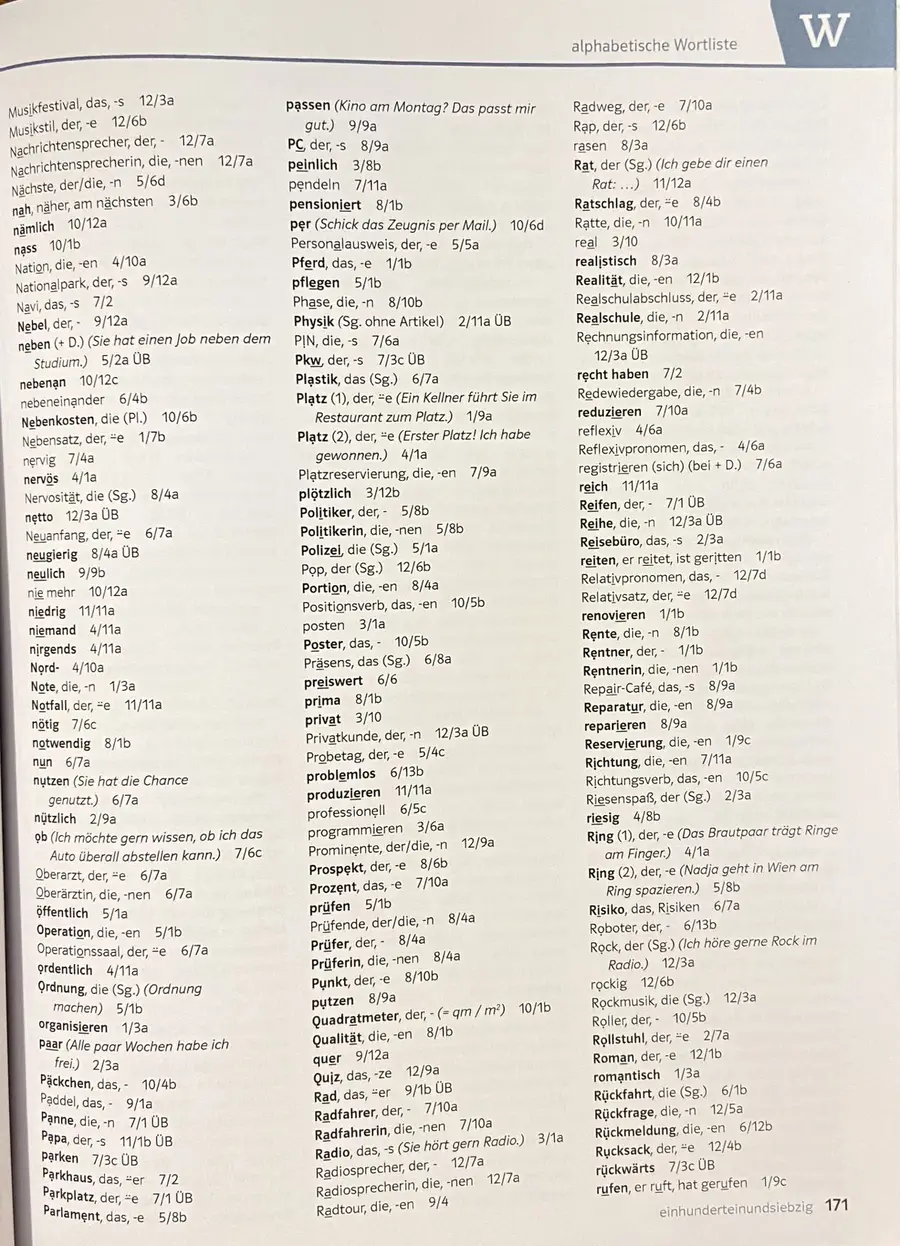 alphabetische Wortliste
W
Musikfestival, das, -s 12/3a
Musikstil, der, -e 12/6b
Nachrichtensprecher, der, - 12/7a
Nachrichtensprecherin, die, -nen 12/7a
Nächste, der/die, -n 5/6d
nah, näher, am nächsten 3/6b
nämlich 10/12a
nass 10/1b
Nation, die, -en 4/10a
Nationalpark, der, -s 9/12a
Navi, das, -s 7/2
Nebel, der, - 9/12a
neben (+ D.) (Sie hat einen Job neben dem
Studium.) 5/2a ÜB
nebenan 10/12c
nebeneinander 6/4b
Nebenkosten, die (Pl.) 10/6b
Nebensatz, der, ⸚e 1/7b
nervig 7/4a
nervös 4/1a
Nervosität, die (Sg.) 8/4a
netto 12/3a ÜB
Neuanfang, der, ⸚e 6/7a
neugierig 8/4a ÜB
neulich 9/9b
nie mehr 10/12a
niedrig 11/11a
niemand 4/11a
nirgends 4/11a
Nord- 4/10a
Note, die, -n 1/3a
Notfall, der, ⸚e 11/11a
nötig 7/6c
notwendig 8/1b
nun 6/7a
nutzen (Sie hat die Chance
genutzt.) 6/7a
nützlich 2/9a
ob (Ich möchte gern wissen, ob ich das
Auto überall abstellen kann.) 7/6c
Oberarzt, der, ⸚e 6/7a
Oberärztin, die, -nen 6/7a
öffentlich 5/1a
Operation, die, -en 5/1b
Operationssaal, der, ⸚e 6/7a
ordentlich 4/11a
Ordnung, die (Sg.) (Ordnung
machen) 5/1b
organisieren 1/3a
paar (Alle paar Wochen habe ich
frei.) 2/3a
Päckchen, das, - 10/4b
Paddel, das, - 9/1a
Panne, die, -n 7/1 ÜB
Papa, der, -s 11/1b ÜB
parken 7/3c ÜB
Parkhaus, das, ⸚er 7/2
Parkplatz, der, ⸚e 7/1 ÜB
Parlament, das, -e 5/8b
passen (Kino am Montag? Das passt mir
gut.) 9/9a
PC, der, -s 8/9a
peinlich 3/8b
pendeln 7/11a
pensioniert 8/1b
per (Schick das Zeugnis per Mail.) 10/6d
Personalausweis, der, -e 5/5a
Pferd, das, -e 1/1b
pflegen 5/1b
Phase, die, -n 8/10b
Physik (Sg. ohne Artikel) 2/11a ÜB
PIN, die, -s 7/6a
Pkw, der, -s 7/3c ÜB
Plastik, das (Sg.) 6/7a
Platz (1), der, ⸚e (Ein Kellner führt Sie im
Restaurant zum Platz.) 1/9a
Platz (2), der, ⸚e (Erster Platz! Ich habe
gewonnen.) 4/1a
Platzreservierung, die, -en 7/9a
plötzlich 3/12b
Politiker, der, - 5/8b
Politikerin, die, -nen 5/8b
Polizei, die (Sg.) 5/1a
Pop, der (Sg.) 12/6b
Portion, die, -en 8/4a
Positionsverb, das, -en 10/5b
posten 3/1a
Poster, das, - 10/5b
Präsens, das (Sg.) 6/8a
preiswert 6/6
prima 8/1b
privat 3/10
Privatkunde, der, -n 12/3a ÜB
Probetag, der, -e 5/4c
problemlos 6/13b
produzieren 11/11a
professionell 6/5c
programmieren 3/6a
Prominente, der/die, -n 12/9a
Prospekt, der, -e 8/6b
Prozent, das, -e 7/10a
prüfen 5/1b
Prüfende, der/die, -n 8/4a
Prüfer, der, - 8/4a
Prüferin, die, -nen 8/4a
Punkt, der, -e 8/10b
putzen 8/9a
Quadratmeter, der, - (= qm / m²) 10/1b
Qualität, die, -en 8/1b
quer 9/12a
Quiz, das, -ze 12/9a
Rad, das, ⸚er 9/1b ÜB
Radfahrer, der, - 7/10a
Radfahrerin, die, -nen 7/10a
Radio, das, -s (Sie hört gern Radio.) 3/1a
Radiosprecher, der, - 12/7a
Radiosprecherin, die, -nen 12/7a
Radtour, die, -en 9/4
Radweg, der, -e 7/10a
Rap, der, -s 12/6b
rasen 8/3a
Rat, der (Sg.) (Ich gebe dir einen
Rat: …) 11/12a
Ratschlag, der, ⸚e 8/4b
Ratte, die, -n 10/11a
real 3/10
realistisch 8/3a
Realität, die, -en 12/1b
Realschulabschluss, der, ⸚e 2/11a
Realschule, die, -n 2/11a
Rechnungsinformation, die, -en
12/3a ÜB
recht haben 7/2
Redewiedergabe, die, -n 7/4b
reduzieren 7/10a
reflexiv 4/6a
Reflexivpronomen, das, - 4/6a
registrieren (sich) (bei + D.) 7/6a
reich 11/11a
Reifen, der, - 7/1 ÜB
Reihe, die, -n 12/3a ÜB
Reisebüro, das, -s 2/3a
reiten, er reitet, ist geritten 1/1b
Relativpronomen, das, - 12/7d
Relativsatz, der, ⸚e 12/7d
renovieren 1/1b
Rente, die, -n 8/1b
Rentner, der, - 1/1b
Rentnerin, die, -nen 1/1b
Repair-Café, das, -s 8/9a
Reparatur, die, -en 8/9a
reparieren 8/9a
Reservierung, die, -en 1/9c
Richtung, die, -en 7/11a
Richtungsverb, das, -en 10/5c
Riesenspaß, der (Sg.) 2/3a
riesig 4/8b
Ring (1), der, -e (Das Brautpaar trägt Ringe
am Finger.) 4/1a
Ring (2), der, -e (Nadja geht in Wien am
Ring spazieren.) 5/8b
Risiko, das, Risiken 6/7a
Roboter, der, - 6/13b
Rock, der (Sg.) (Ich höre gerne Rock im
Radio.) 12/3a
rockig 12/6b
Rockmusik, die (Sg.) 12/3a
Roller, der, - 10/5b
Rollstuhl, der, ⸚e 2/7a
Roman, der, -e 12/1b
romantisch 1/3a
Rückfahrt, die (Sg.) 6/1b
Rückfrage, die, -n 12/5a
Rückmeldung, die, -en 6/12b
Rucksack, der, ⸚e 12/4b
rückwärts 7/3c ÜB
rufen, er ruft, hat gerufen 1/9c
einhunderteinundsiebzig 171